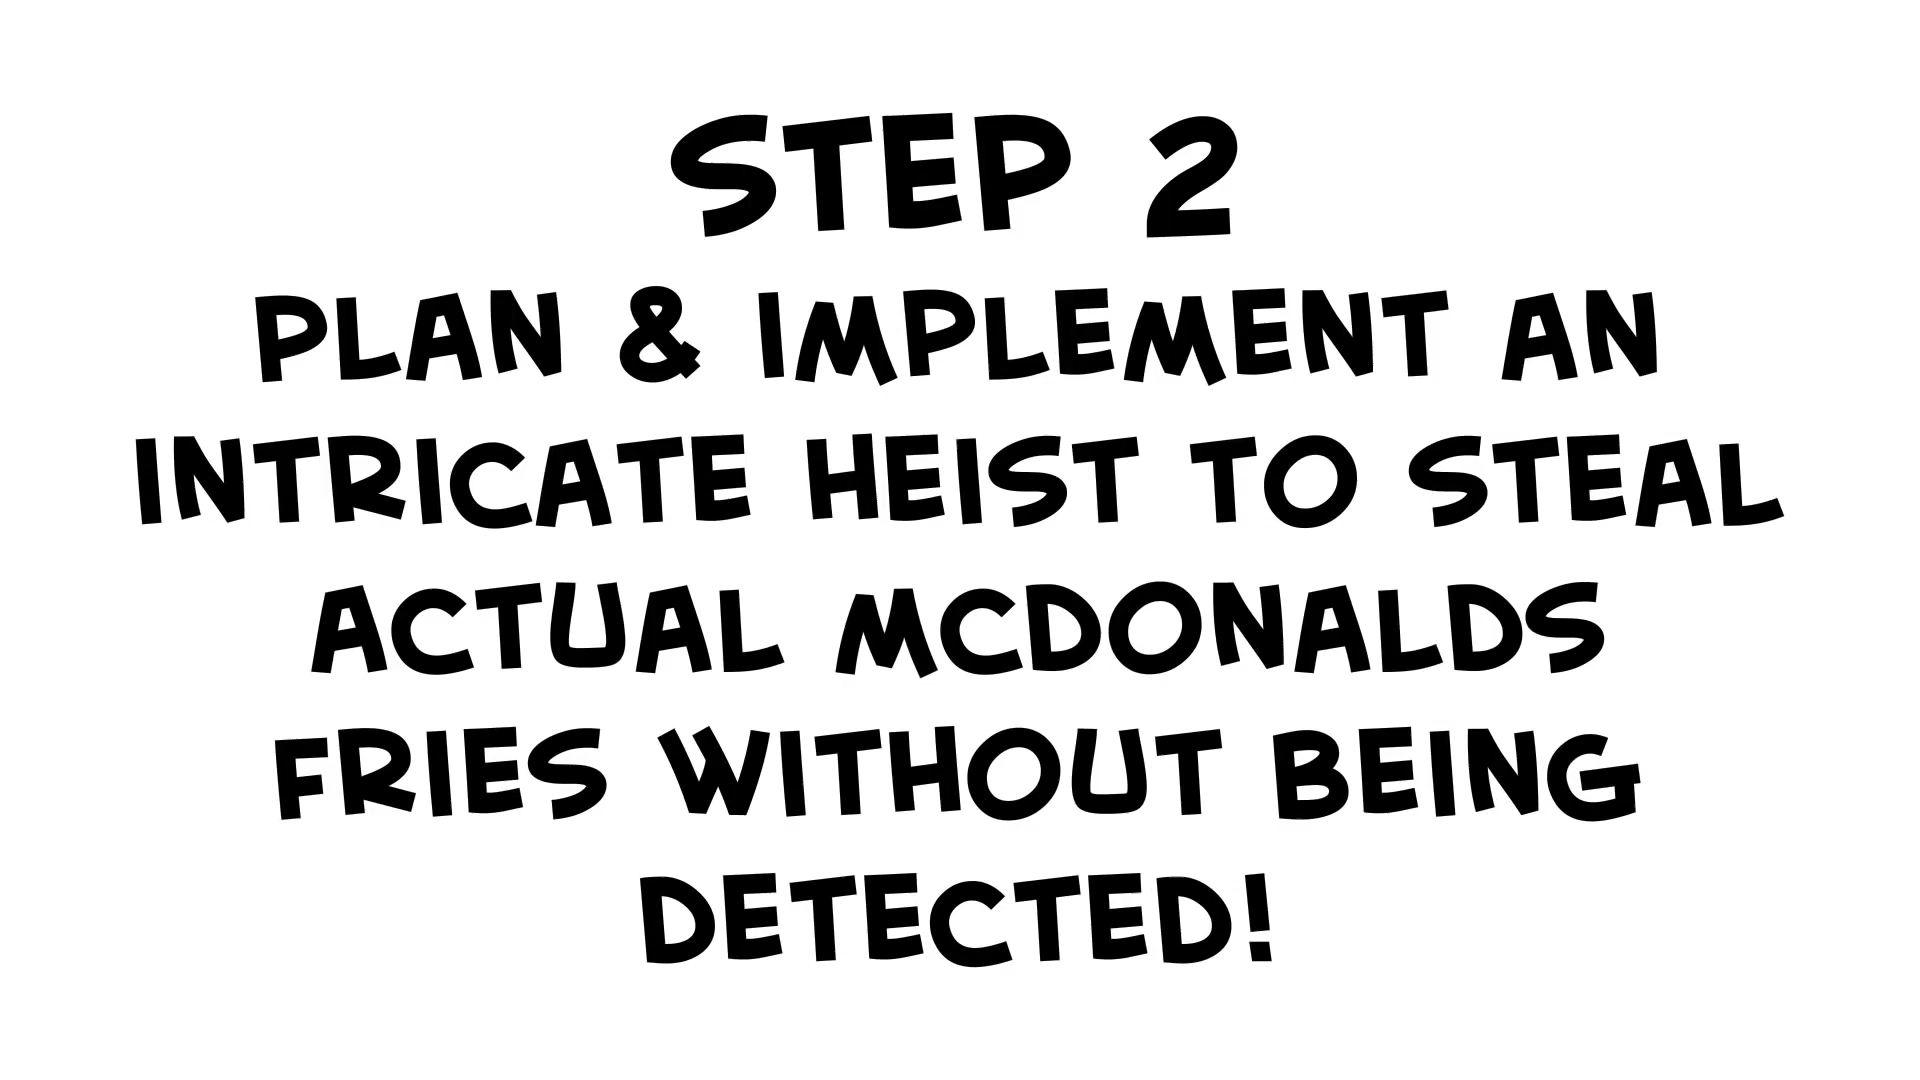 STEP 2
PLAN & IMPLEMENT AN
INTRICATE HEIST TO STEAL
ACTUAL MCDONALDS
FRIES WITHOUT BEING
DETECTED!